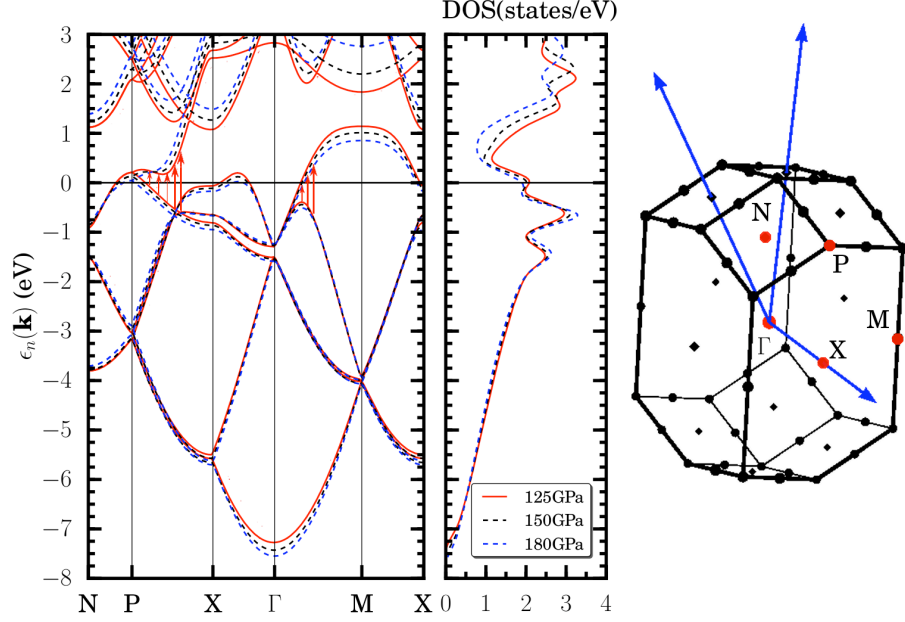 DOS(states/eV)
ϵn(k) (eV)
3
2
1
0
−1
−2
−3
−4
−5
−6
−7
−8
N P X Γ M X
125GPa
150GPa
180GPa
0 1 2 3 4
N
P
M
Γ
X